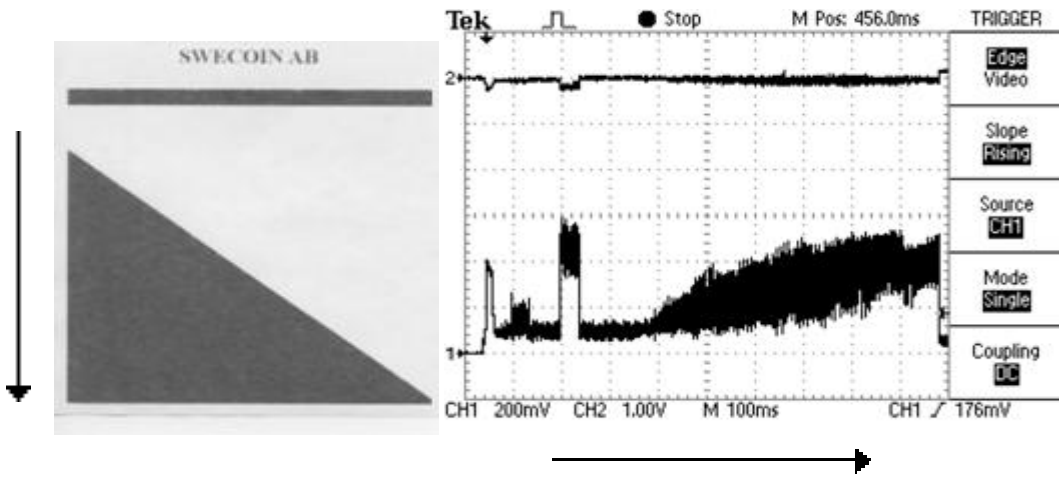 SWECOIN AB
Tek Stop M Pos: 456.0ms TRIGGER
Edge
Video
Slope
Rising
Source
CH1
Mode
Single
Coupling
DC
2
1
CH1 200mV CH2 1.00V M 100ms CH1 176mV